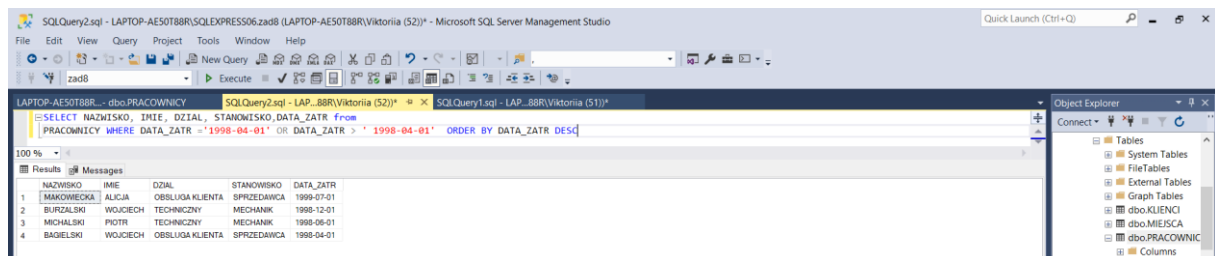 SQLQuery2.sql - LAPTOP-AE50T88R\SQLEXPRESS06.zad8 (LAPTOP-AE50T88R\Viktoriia (52))* - Microsoft SQL Server Management Studio
Quick Launch (Ctrl+Q)
File Edit View Query Project Tools Window Help
New Query
zad8 Execute
LAPTOP-AE50T88R...- dbo.PRACOWNICY SQLQuery2.sql - LAP...88R\Viktoriia (52))* SQLQuery1.sql - LAP...88R\Viktoriia (51))*
SELECT NAZWISKO, IMIE, DZIAL, STANOWISKO,DATA_ZATR from
PRACOWNICY WHERE DATA_ZATR ='1998-04-01' OR DATA_ZATR > ' 1998-04-01' ORDER BY DATA_ZATR DESC
100 %
Results Messages
NAZWISKO IMIE DZIAL STANOWISKO DATA_ZATR
1 MAKOWIECKA ALICJA OBSLUGA KLIENTA SPRZEDAWCA 1999-07-01
2 BURZALSKI WOJCIECH TECHNICZNY MECHANIK 1998-12-01
3 MICHALSKI PIOTR TECHNICZNY MECHANIK 1998-06-01
4 BAGIELSKI WOJCIECH OBSLUGA KLIENTA SPRZEDAWCA 1998-04-01
Object Explorer
Connect
Tables
System Tables
FileTables
External Tables
Graph Tables
dbo.KLIENCI
dbo.MIEJSCA
dbo.PRACOWNIC
Columns